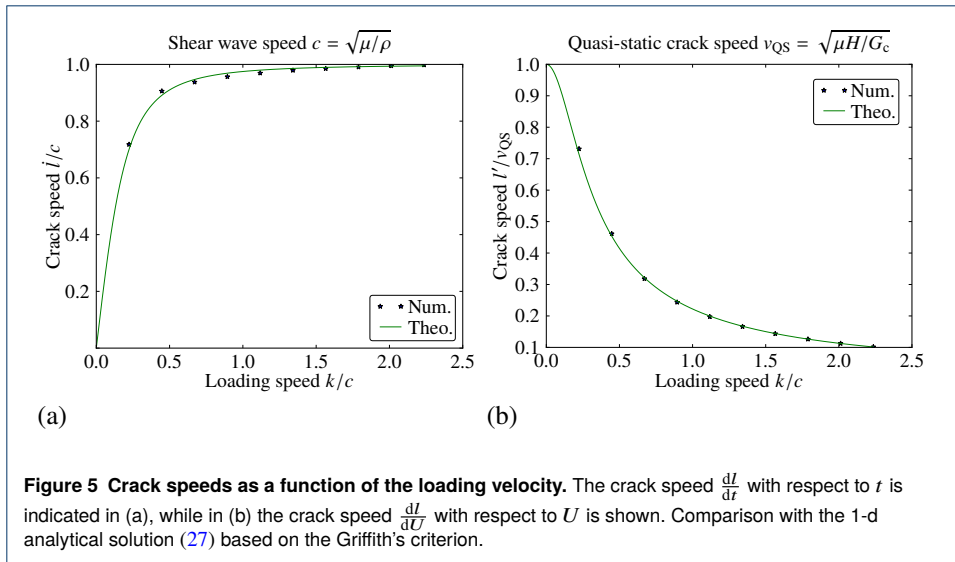 Shear wave speed c = √μ/ρ
1.0
0.8
0.6
0.4
0.2
Crack speed l̇/c
Num.
Theo.
0.0 0.5 1.0 1.5 2.0 2.5
Loading speed k/c
(a)
Quasi-static crack speed v_QS = √μH/G_c
1.0
0.9
0.8
0.7
0.6
0.5
0.4
0.3
0.2
0.1
Crack speed l′/v_QS
Num.
Theo.
0.0 0.5 1.0 1.5 2.0 2.5
Loading speed k/c
(b)
Figure 5 Crack speeds as a function of the loading velocity. The crack speed dl/dt with respect to t is
indicated in (a), while in (b) the crack speed dl/dU with respect to U is shown. Comparison with the 1-d
analytical solution (27) based on the Griffith's criterion.